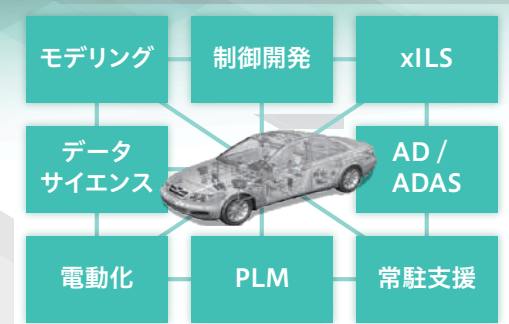 モデリング
制御開発
xILS
データ
サイエンス
AD /
ADAS
電動化
PLM
常駐支援